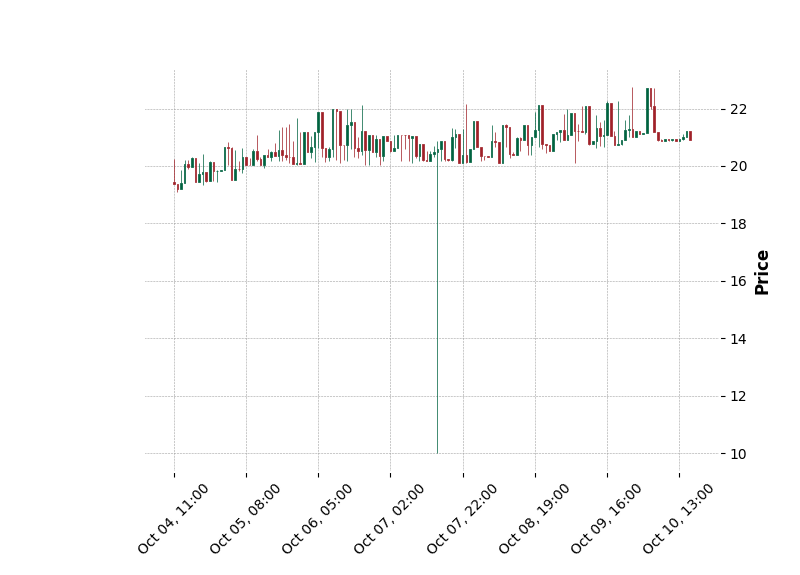 22
20
18
16
14
12
10
Price
Oct 04, 11:00
Oct 05, 08:00
Oct 06, 05:00
Oct 07, 02:00
Oct 07, 22:00
Oct 08, 19:00
Oct 09, 16:00
Oct 10, 13:00